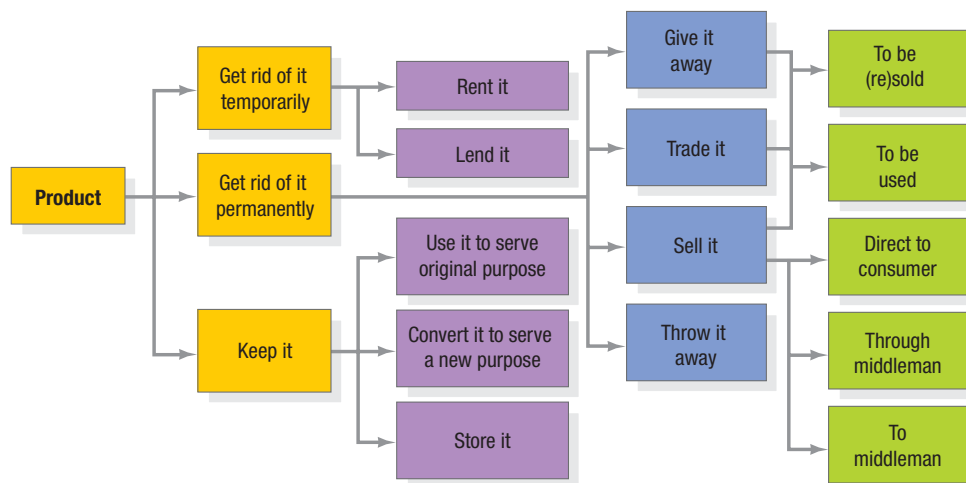 Product
Get rid of it
temporarily
Get rid of it
permanently
Keep it
Rent it
Lend it
Use it to serve
original purpose
Convert it to serve
a new purpose
Store it
Give it
away
Trade it
Sell it
Throw it
away
To be
(re)sold
To be
used
Direct to
consumer
Through
middleman
To
middleman